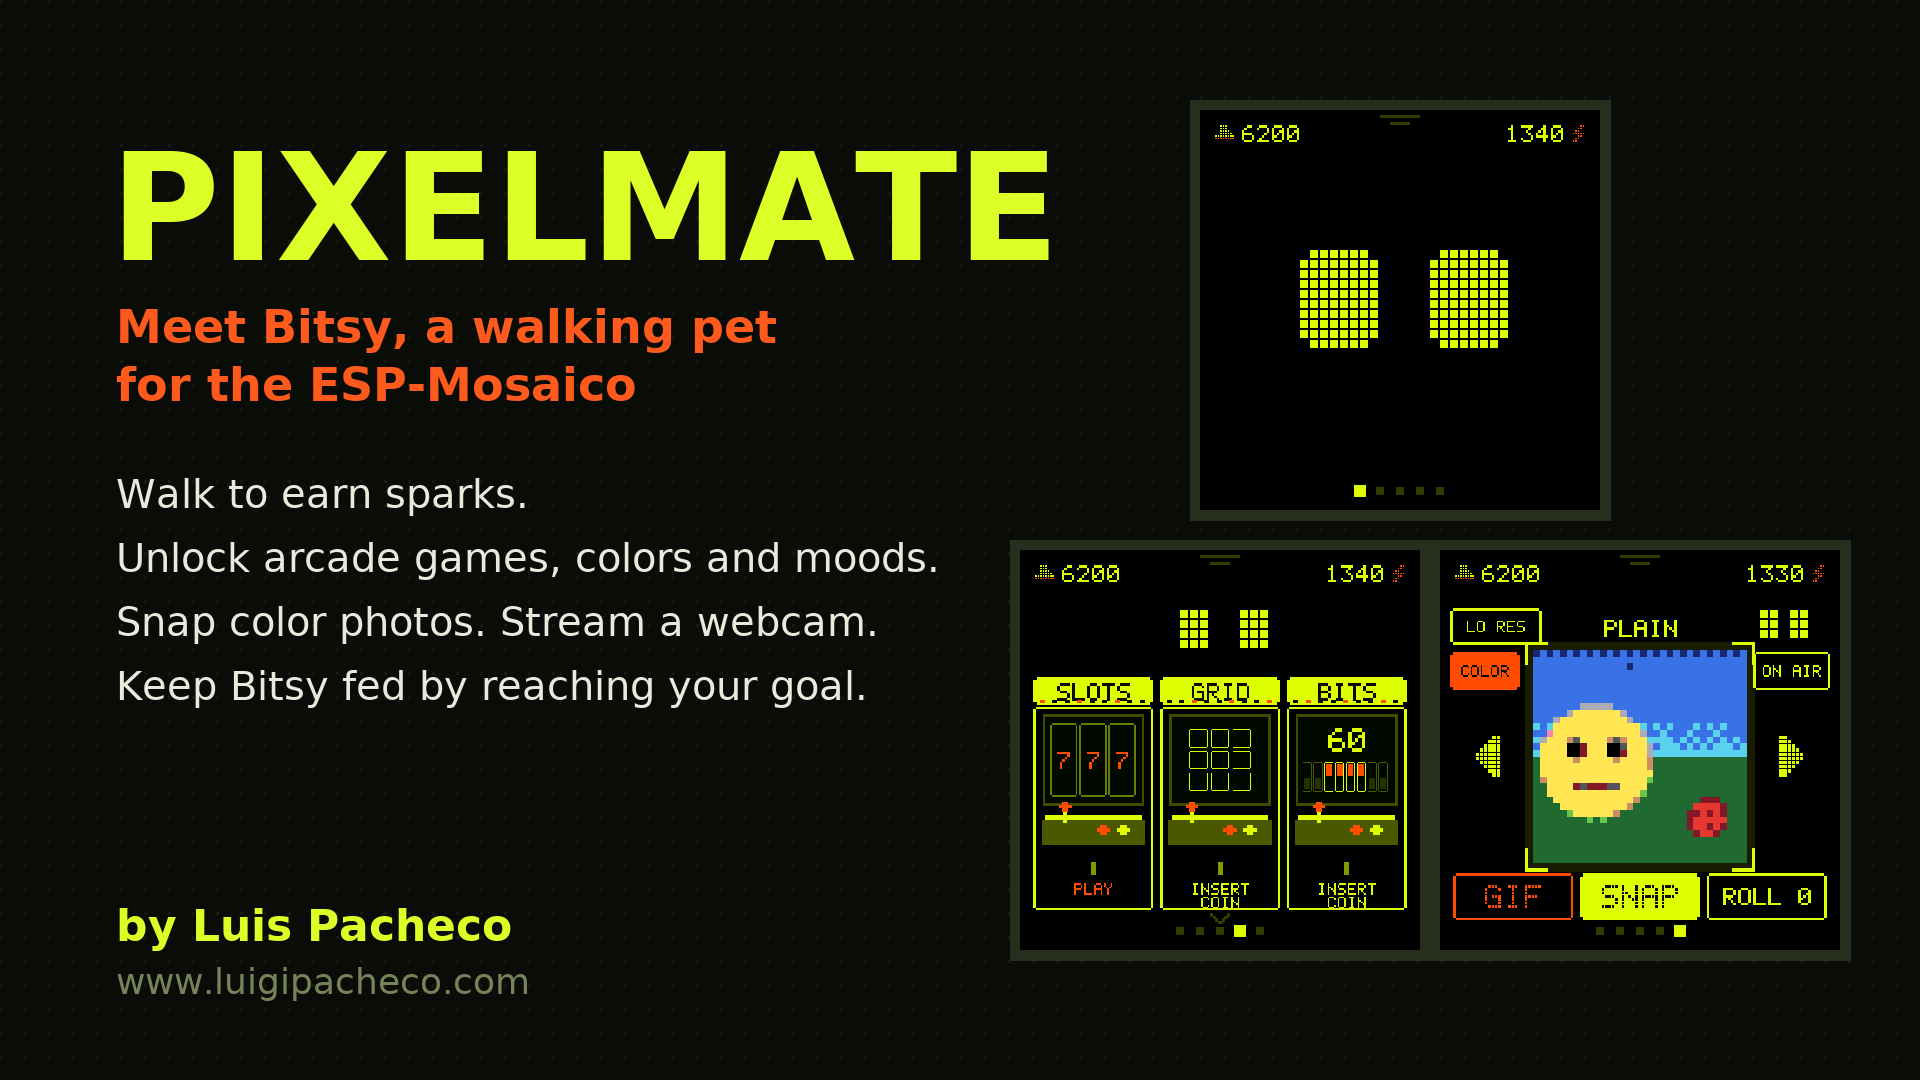 PIXELMATE
Meet Bitsy, a walking pet
for the ESP-Mosaico
Walk to earn sparks.
Unlock arcade games, colors and moods.
Snap color photos. Stream a webcam.
Keep Bitsy fed by reaching your goal.
by Luis Pacheco
www.luigipacheco.com
6200 1340
6200 1340
SLOTS GRID BITS
7 7 7 60
PLAY INSERT COIN INSERT COIN
6200 1330
LO RES PLAIN
COLOR ON AIR
GIF SNAP ROLL 0